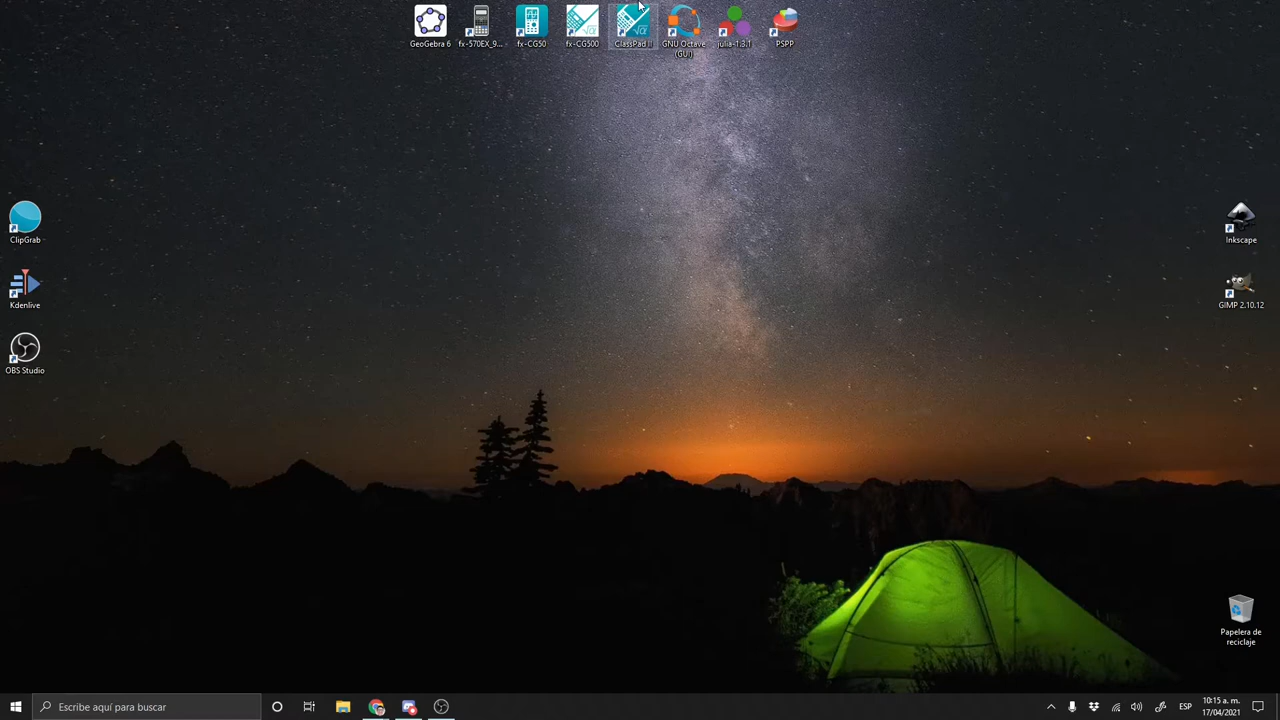 GeoGebra 6
fx-570EX_9...
fx-CG50
fx-CG500
ClassPad II
GNU Octave
(GUI)
julia-1.3.1
PSPP
ClipGrab
Kdenlive
OBS Studio
Inkscape
GIMP 2.10.12
Papelera de
reciclaje
Escribe aquí para buscar
ESP
10:15 a. m.
17/04/2021